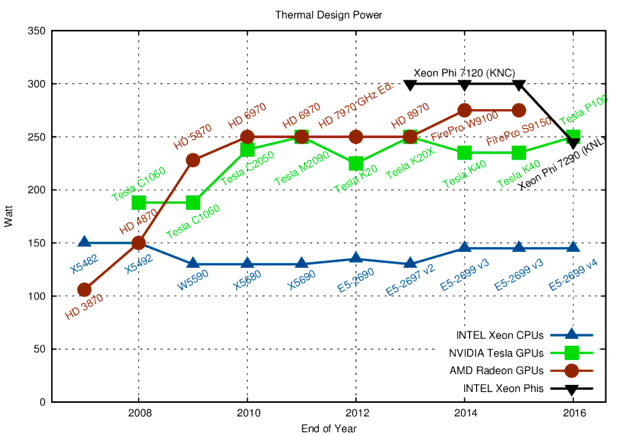 Thermal Design Power
350
300
250
200
150
100
50
0
Watt
2008
2010
2012
2014
2016
End of Year
X5482
X5492
W5590
X5680
X5690
E5-2690
E5-2697 v2
E5-2699 v3
E5-2699 v3
E5-2699 v4
Tesla C1060
Tesla C1060
Tesla C2050
Tesla M2090
Tesla K20
Tesla K20X
Tesla K40
Tesla K40
Tesla P100
HD 3870
HD 4870
HD 5870
HD 6970
HD 6970
HD 7970 GHz Ed.
HD 8970
FirePro W9100
FirePro S9150
Xeon Phi 7120 (KNC)
Xeon Phi 7290 (KNL)
INTEL Xeon CPUs
NVIDIA Tesla GPUs
AMD Radeon GPUs
INTEL Xeon Phis